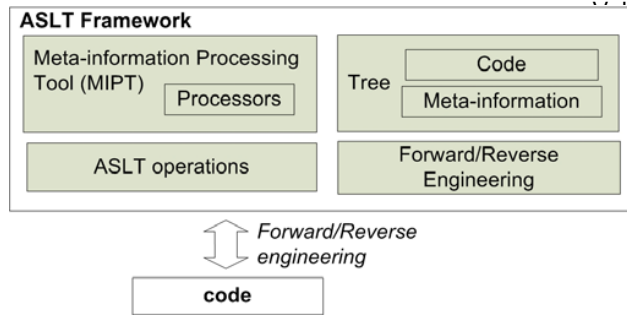 ASLT Framework
Meta-information Processing
Tool (MIPT)
Processors
Tree
Code
Meta-information
ASLT operations
Forward/Reverse
Engineering
Forward/Reverse
engineering
code